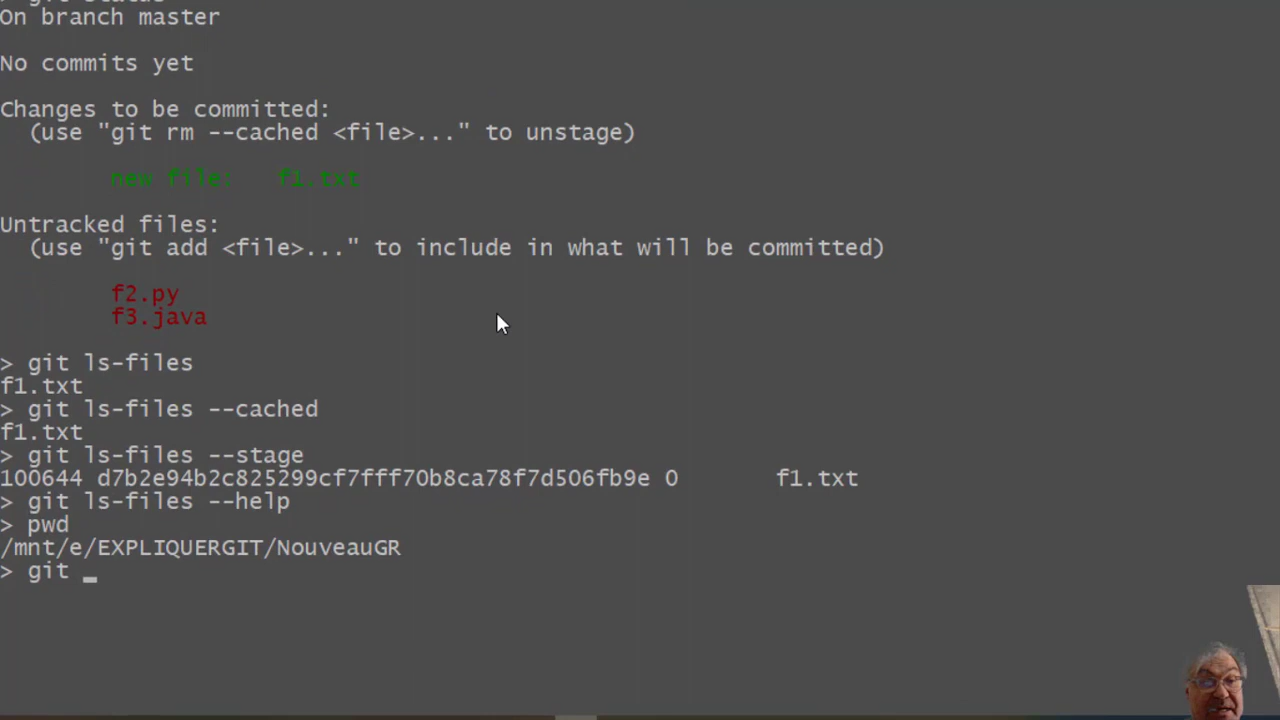 > git status
On branch master
No commits yet
Changes to be committed:
(use "git rm --cached <file>..." to unstage)
new file: f1.txt
Untracked files:
(use "git add <file>..." to include in what will be committed)
f2.py
f3.java
> git ls-files
f1.txt
> git ls-files --cached
f1.txt
> git ls-files --stage
100644 d7b2e94b2c825299cf7fff70b8ca78f7d506fb9e 0 f1.txt
> git ls-files --help
> pwd
/mnt/e/EXPLIQUERGIT/NouveauGR
> git _